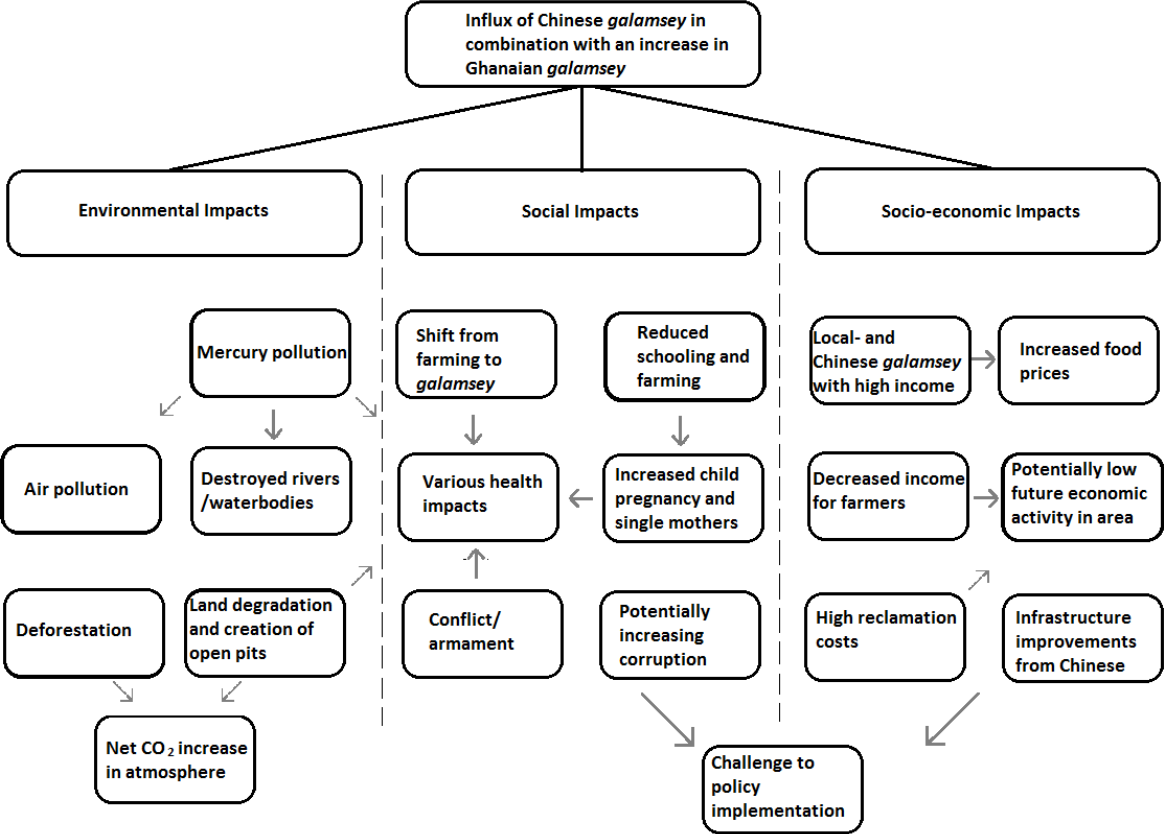 Influx of Chinese galamsey in
combination with an increase in
Ghanaian galamsey
Environmental Impacts
Social Impacts
Socio-economic Impacts
Mercury pollution
Shift from
farming to
galamsey
Reduced
schooling and
farming
Local- and
Chinese galamsey
with high income
Increased food
prices
Air pollution
Destroyed rivers
/waterbodies
Various health
impacts
Increased child
pregnancy and
single mothers
Decreased income
for farmers
Potentially low
future economic
activity in area
Deforestation
Land degradation
and creation of
open pits
Conflict/
armament
Potentially
increasing
corruption
High reclamation
costs
Infrastructure
improvements
from Chinese
Net CO₂ increase
in atmosphere
Challenge to
policy
implementation